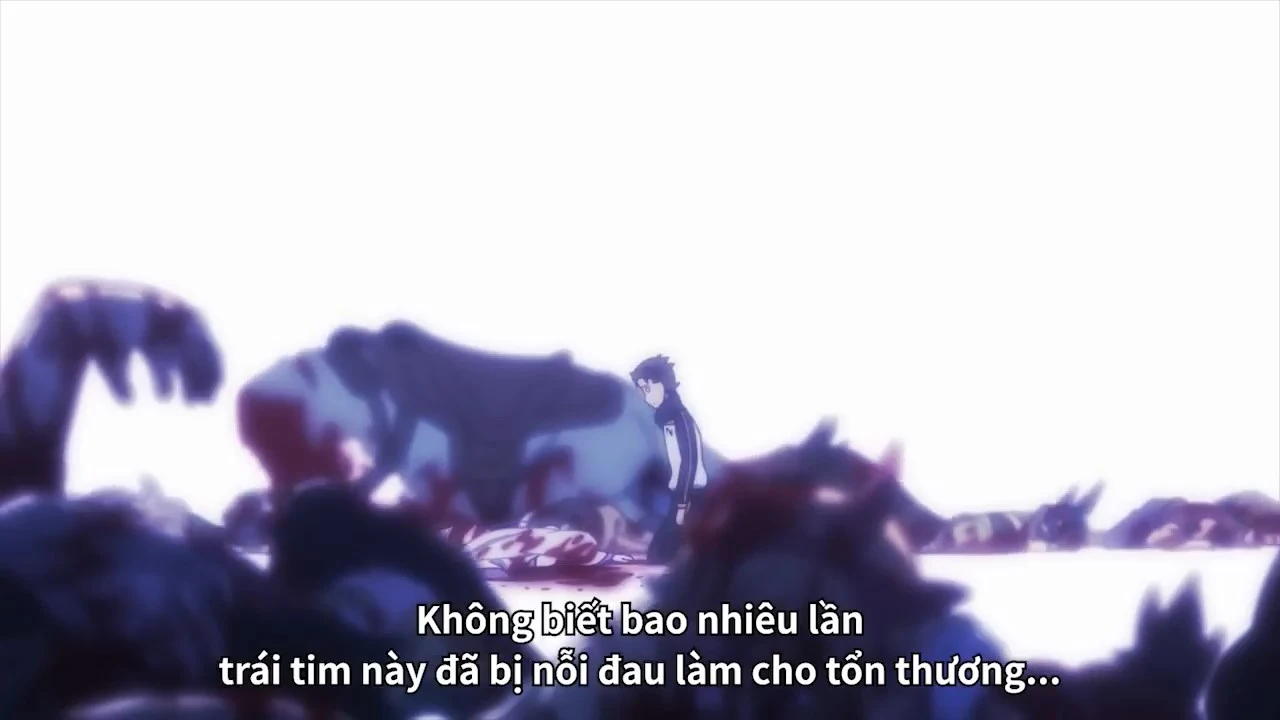 Không biết bao nhiêu lần
trái tim này đã bị nỗi đau làm cho tổn thương...